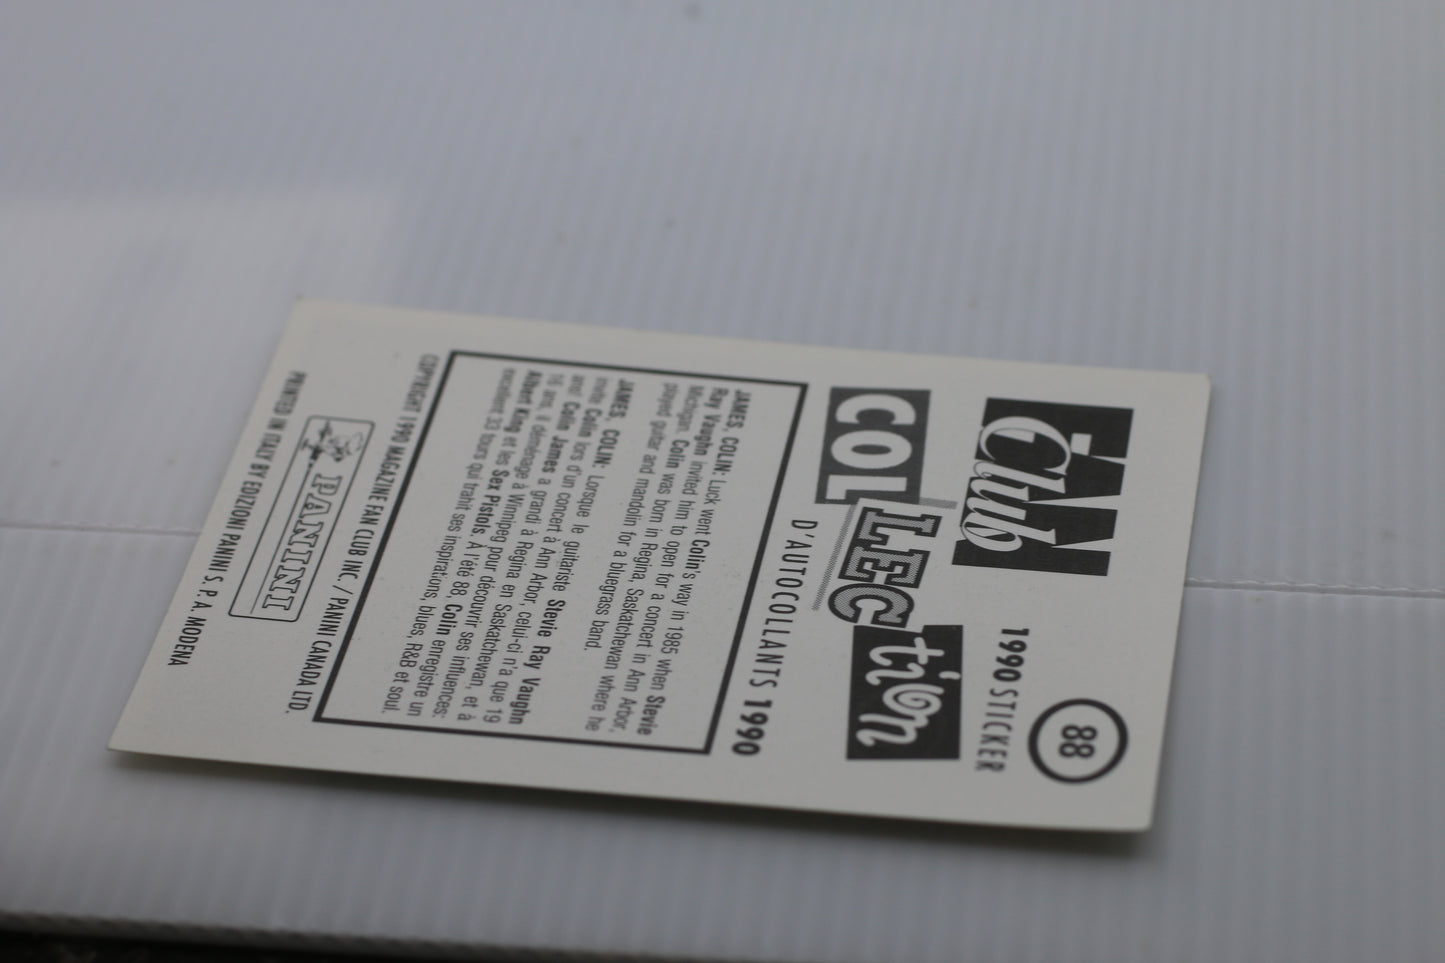 FAN
Club
1990 STICKER
88
COLLECtion
D'AUTOCOLLANTS 1990
JAMES, COLIN: Luck went Colin's way in 1985 when Stevie
Ray Vaughn invited him to open for a concert in Ann Arbor,
Michigan. Colin was born in Regina, Saskatchewan where he
played guitar and mandolin for a bluegrass band.
JAMES, COLIN: Lorsque le guitariste Stevie Ray Vaughn
invite Colin lors d'un concert à Ann Arbor, celui-ci n'a que 19
ans! Colin James a grandi à Regina en Saskatchewan, et à
16 ans, il déménage à Winnipeg pour découvrir ses influences:
Albert King et les Sex Pistols. À l'été 88, Colin enregistre un
excellent 33 tours qui trahit ses inspirations, blues, R&B et soul.
COPYRIGHT 1990 MAGAZINE FAN CLUB INC. / PANINI CANADA LTD.
PANINI
PRINTED IN ITALY BY EDIZIONI PANINI S. P. A. MODENA